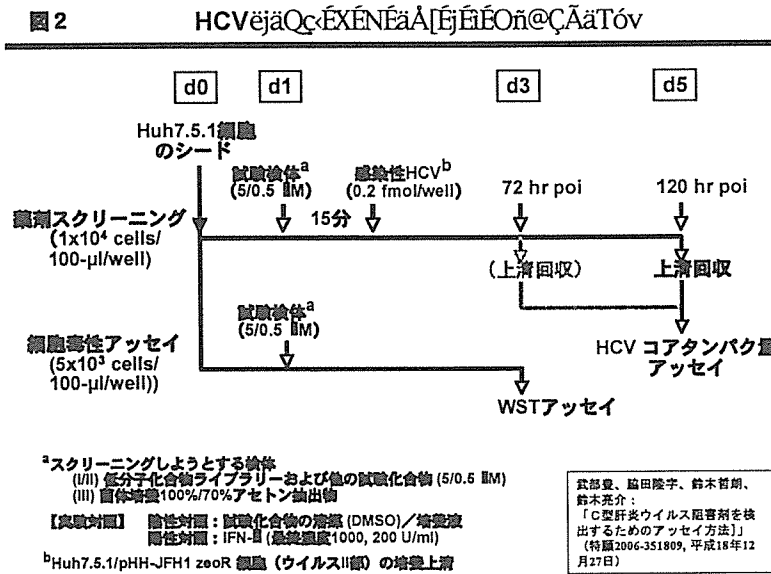 図2
HCVëjäQç‹ÉXÉNÉäÅ[ÉjÉìÉOñ@ÇÃäTóv
d0
d1
d3
d5
Huh7.5.1細胞
のシード
試験検体a
(5/0.5 M)
感染性HCVb
(0.2 fmol/well)
72 hr poi
120 hr poi
15分
薬剤スクリーニング
(1x10⁴ cells/
100-µl/well)
(上清回収)
上清回収
試験検体a
(5/0.5 M)
細胞毒性アッセイ
(5x10³ cells/
100-µl/well))
HCV コアタンパク量
アッセイ
WSTアッセイ
aスクリーニングしようとする検体
(I/II) 低分子化合物ライブラリーおよび他の試験化合物 (5/0.5 M)
(III) 菌体培養100%/70%アセトン抽出物
【実験対照】 陰性対照：試験化合物の溶媒 (DMSO)／培養液
陽性対照：IFN- (最終濃度1000, 200 U/ml)
bHuh7.5.1/pHH-JFH1 zeoR 細胞（ウイルスII部）の培養上清
武部豊、脇田隆字、鈴木哲朗、
鈴木亮介：
「C型肝炎ウイルス阻害剤を検
出するためのアッセイ方法]」
(特願2006-351809, 平成18年12
月27日)